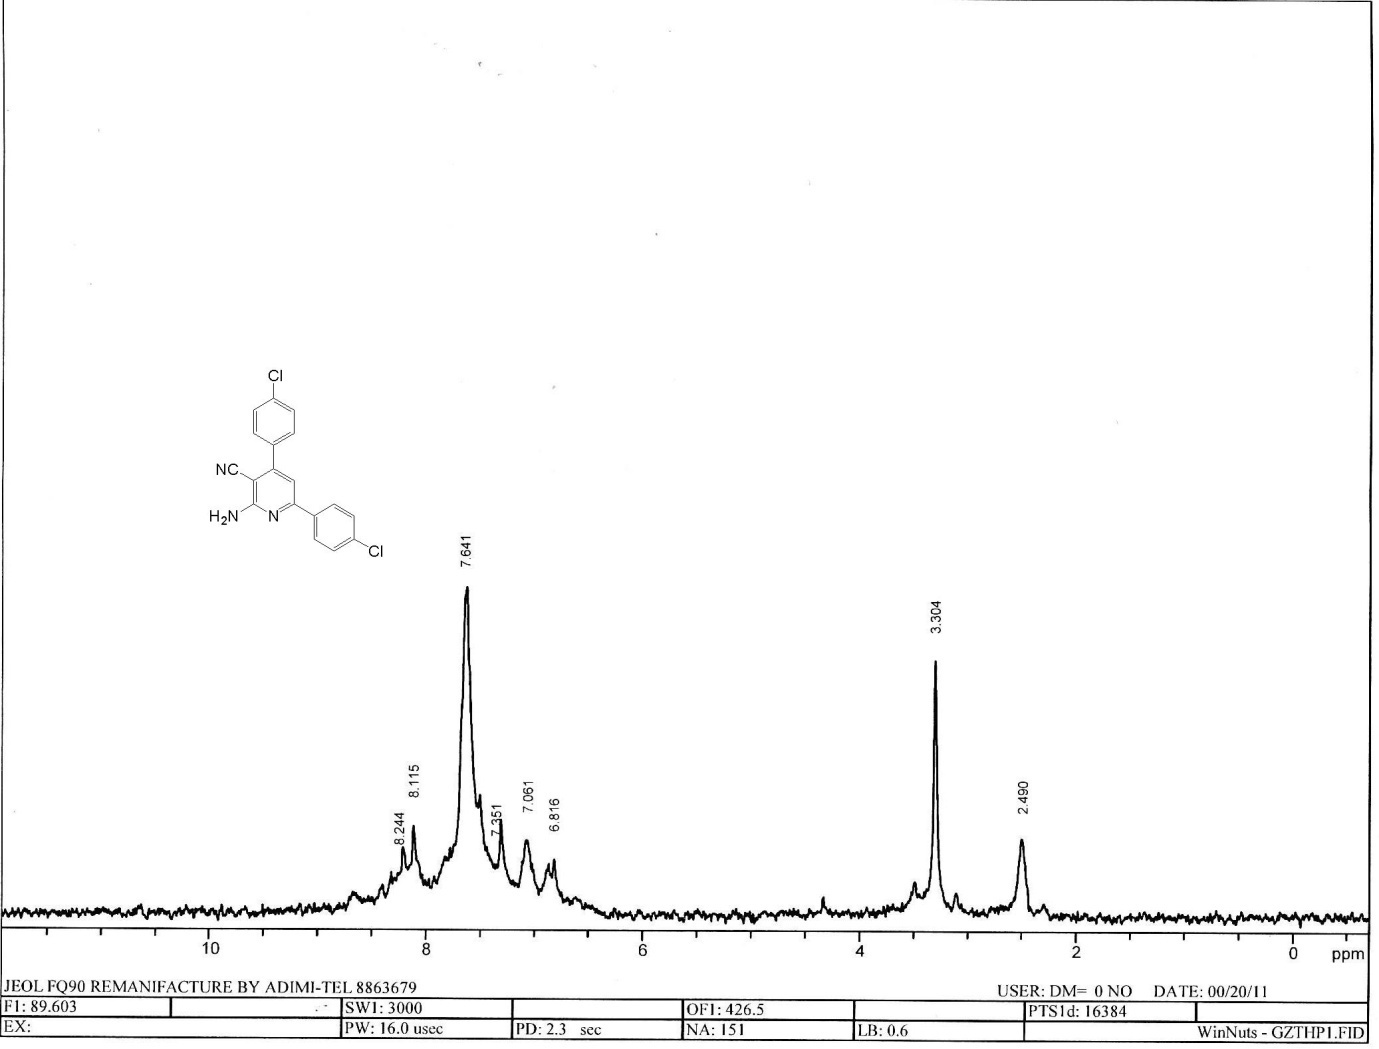 Cl
NC
H2N
N
Cl
7.641
3.304
8.244
8.115
7.351
7.061
6.816
2.490
10
8
6
4
2
0
ppm
JEOL FQ90 REMANIFACTURE BY ADIMI-TEL 8863679
USER: DM= 0 NO DATE: 00/20/11
F1: 89.603
SW1: 3000
OF1: 426.5
PTS1d: 16384
EX:
PW: 16.0 usec
PD: 2.3 sec
NA: 151
LB: 0.6
WinNuts - GZTHP1.FID